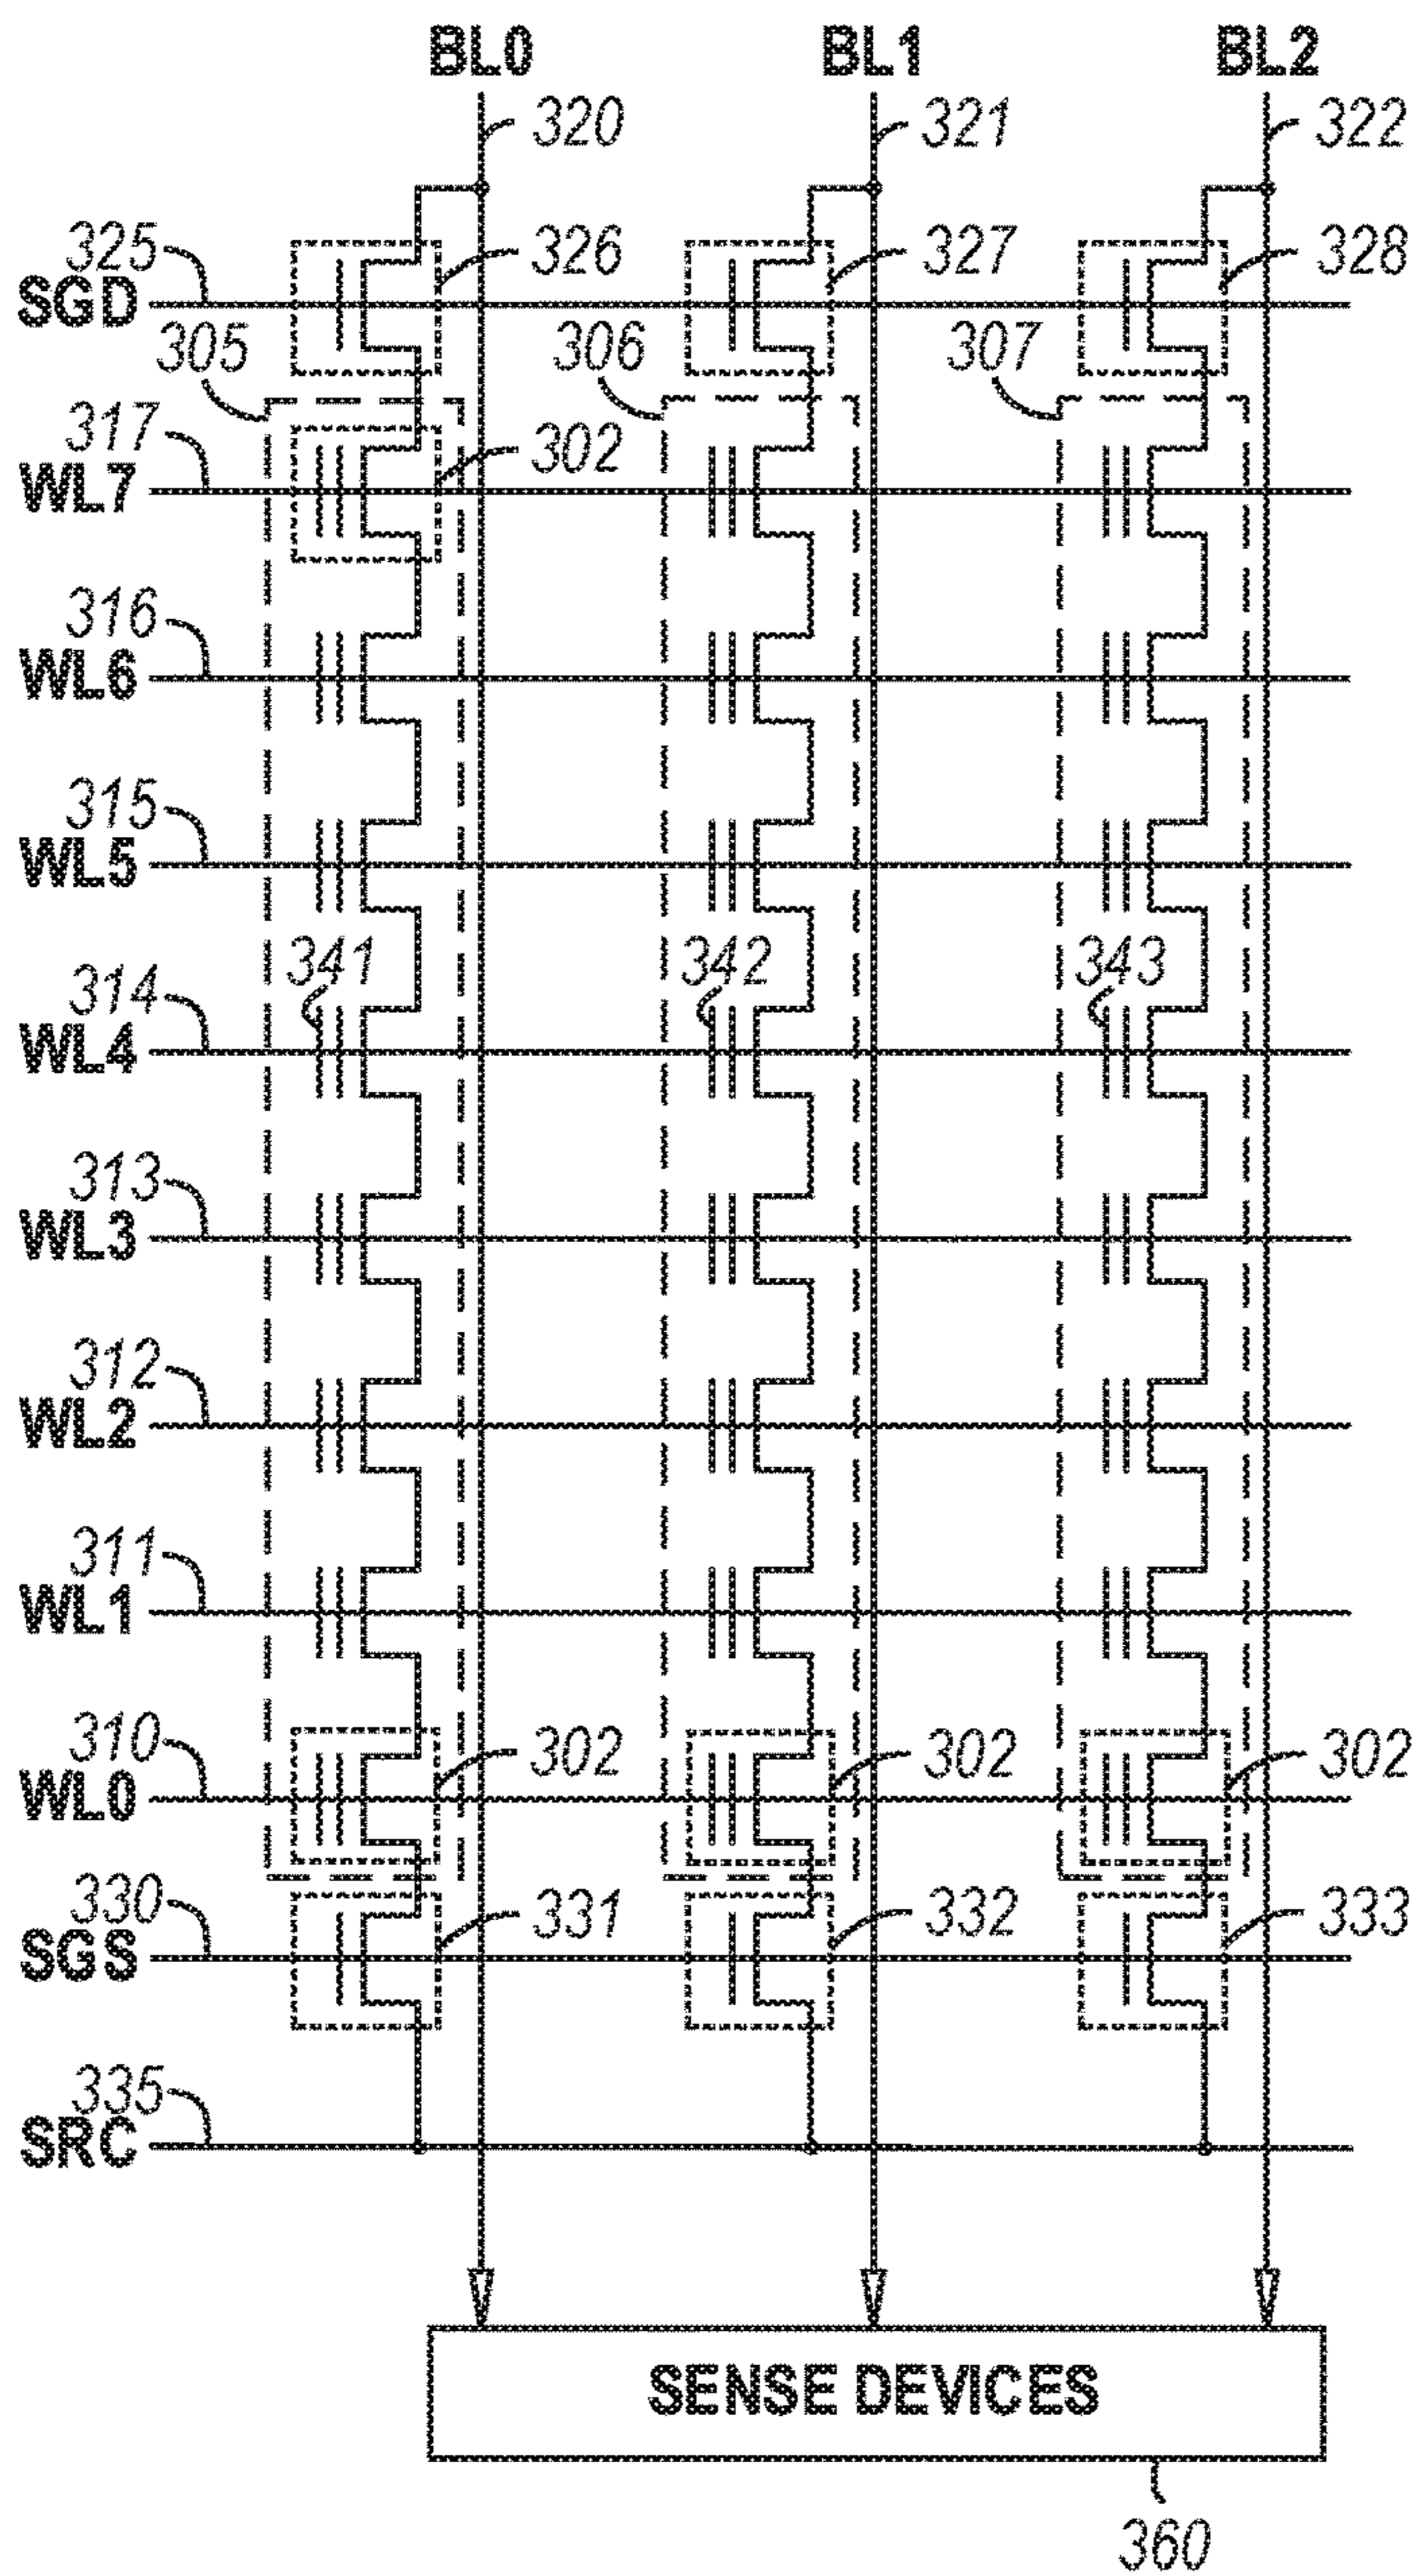 BL0 BL1 BL2
320 321 322
325 326 327 328
SGD
305 306 307
317 302
WL7
316
WL6
315
WL5
341 342 343
314
WL4
313
WL3
312
WL2
311
WL1
310 302 302 302
WL0
330 331 332 333
SGS
335
SRC
SENSE DEVICES
360